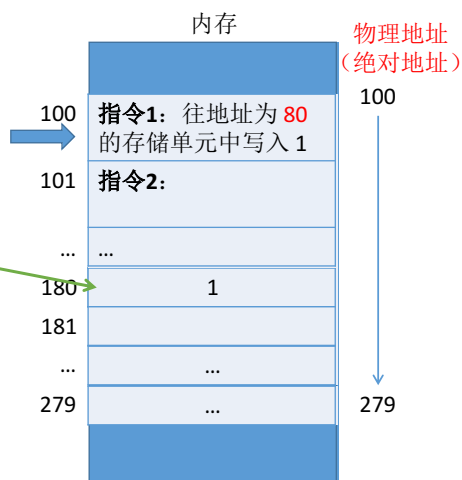 内存
物理地址
（绝对地址）
100
指令1：往地址为 80
的存储单元中写入 1
100
101
指令2：
...
...
180
1
181
...
...
279
...
279